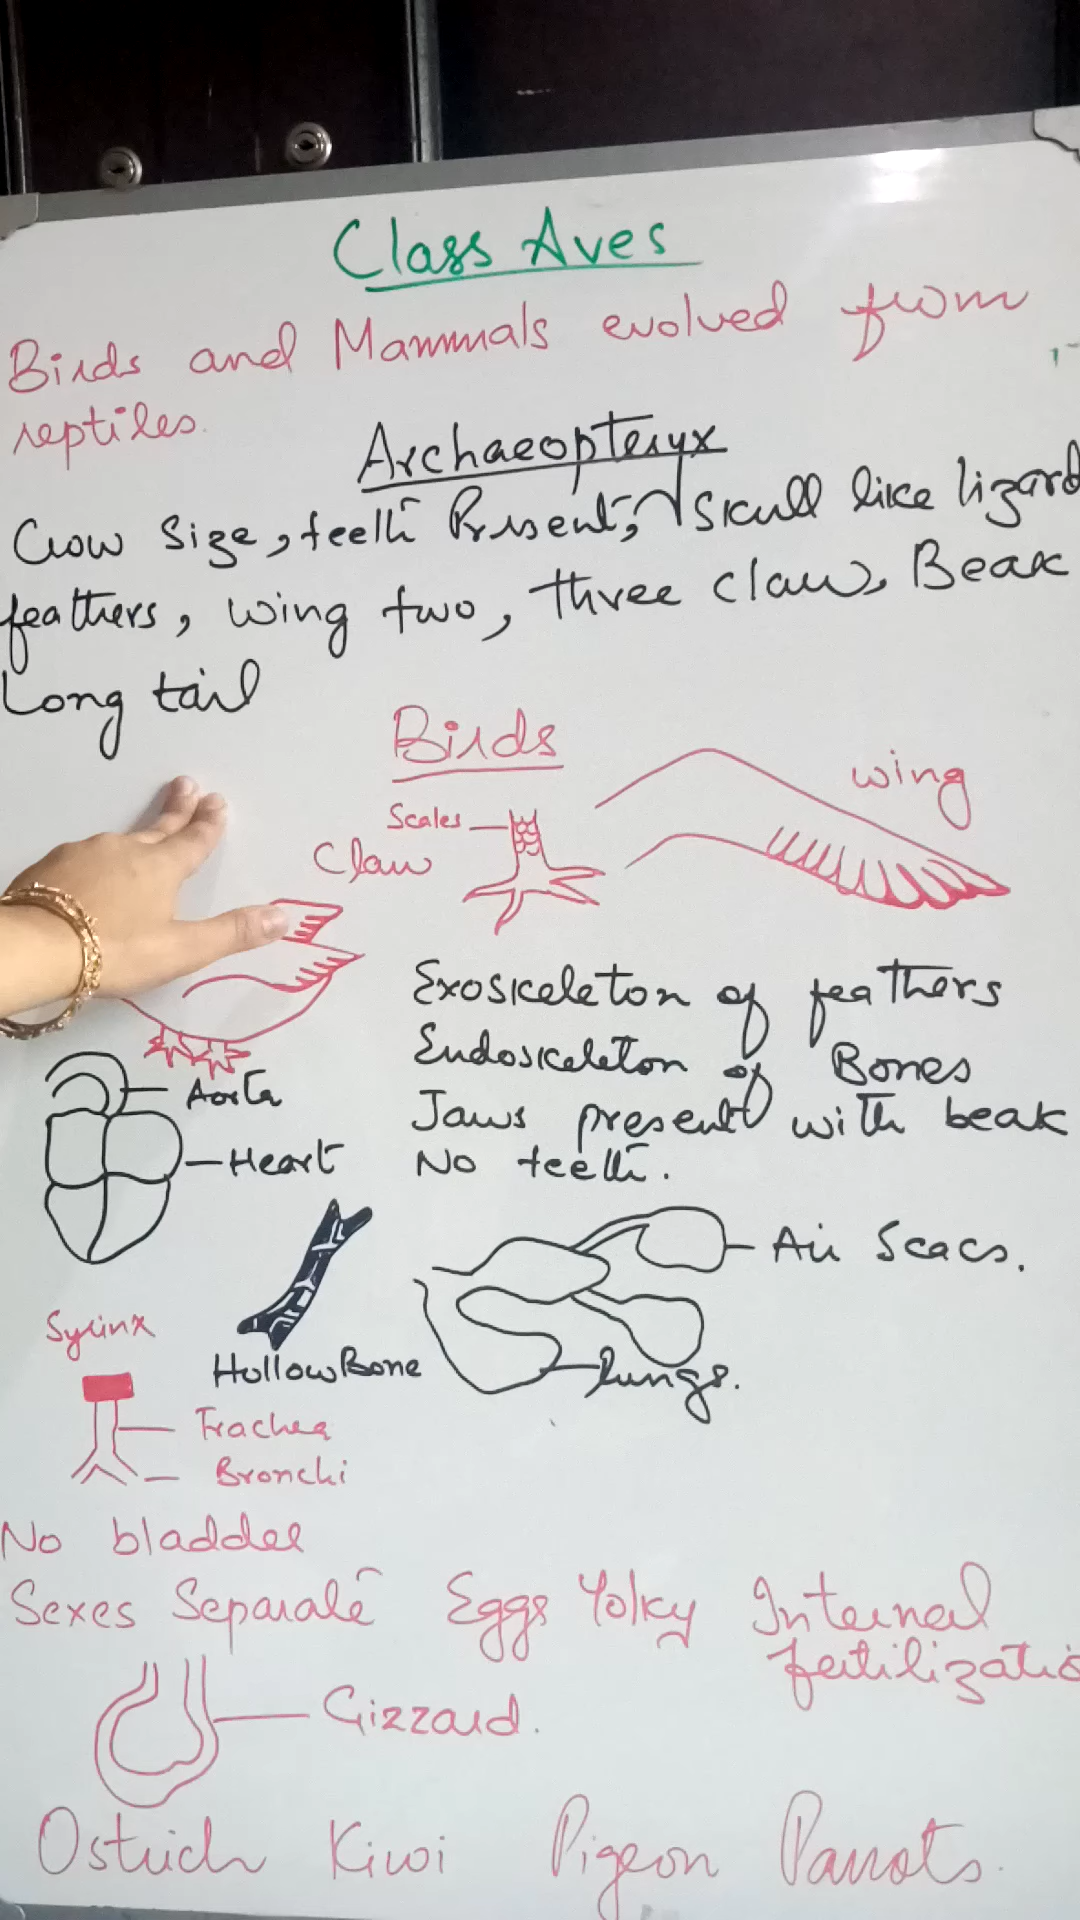 Class Aves
Birds and Mammals evolved from
reptiles.
Archaeopteryx
Crow Size, teeth Present, Skull like lizard
feathers, wing two, three claw, Beak
Long tail
Birds
wing
Scales
Claw
Exoskeleton of feathers
Endoskeleton of Bones
Jaws present with beak
No teeth.
Aorta
Heart
Air Scacs.
Lungs.
Hollow Bone
Syrinx
Trachea
Bronchi
No bladder
Sexes Separate Eggs Yolky Internal
fertilizatio
Gizzard.
Ostrich Kiwi Pigeon Parrots.